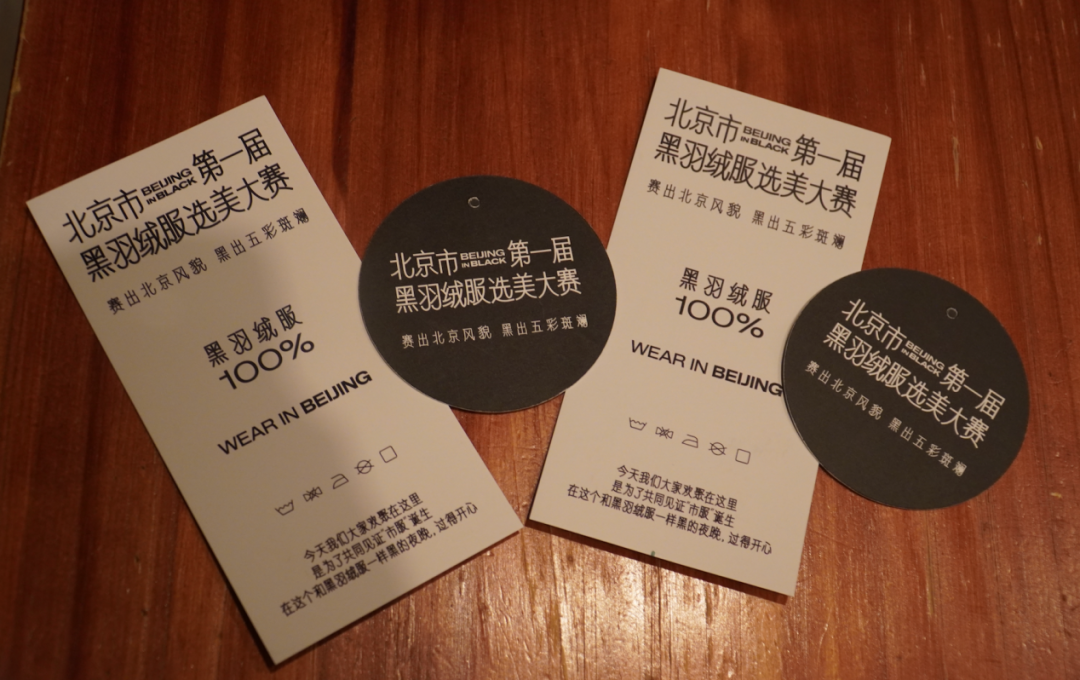 北京市 BEIJING IN BLACK 第一届
黑羽绒服选美大赛
赛出北京风貌 黑出五彩斑斓
黑羽绒服
100%
WEAR IN BEIJING
今天我们大家欢聚在这里
是为了共同见证“市服”诞生
在这个和黑羽绒服一样黑的夜晚，过得开心
北京市 BEIJING IN BLACK 第一届
黑羽绒服选美大赛
赛出北京风貌 黑出五彩斑斓
北京市 BEIJING IN BLACK 第一届
黑羽绒服选美大赛
赛出北京风貌 黑出五彩斑斓
黑羽绒服
100%
WEAR IN BEIJING
今天我们大家欢聚在这里
是为了共同见证“市服”诞生
在这个和黑羽绒服一样黑的夜晚，过得开心
北京市 BEIJING IN BLACK 第一届
黑羽绒服选美大赛
赛出北京风貌 黑出五彩斑斓